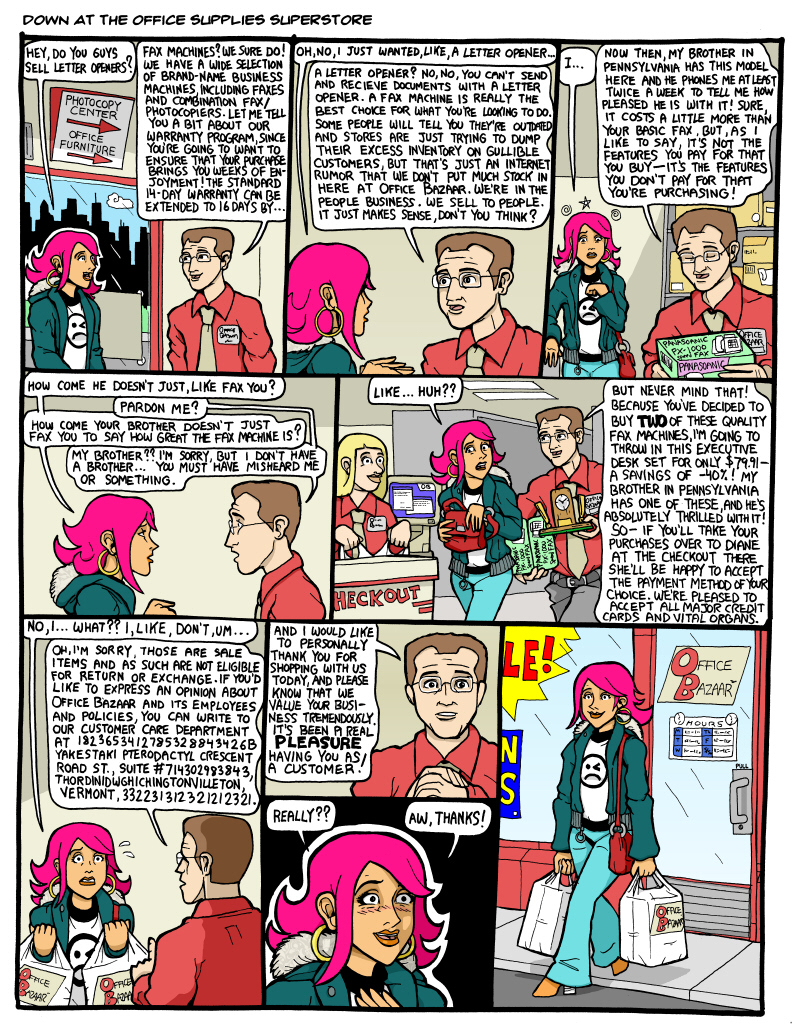 DOWN AT THE OFFICE SUPPLIES SUPERSTORE
HEY, DO YOU GUYS
SELL LETTER OPENERS?
PHOTOCOPY
CENTER
OFFICE
FURNITURE
FAX MACHINES? WE SURE DO!
WE HAVE A WIDE SELECTION
OF BRAND-NAME BUSINESS
MACHINES, INCLUDING FAXES
AND COMBINATION FAX/
PHOTOCOPIERS. LET ME TELL
YOU A BIT ABOUT OUR
WARRANTY PROGRAM, SINCE
YOU'RE GOING TO WANT TO
ENSURE THAT YOUR PURCHASE
BRINGS YOU WEEKS OF EN-
JOYMENT! THE STANDARD
14-DAY WARRANTY CAN BE
EXTENDED TO 16 DAYS BY...
OFFICE
BAZAAR
OH, NO, I JUST WANTED, LIKE, A LETTER OPENER...
A LETTER OPENER? NO, NO, YOU CAN'T SEND
AND RECIEVE DOCUMENTS WITH A LETTER
OPENER. A FAX MACHINE IS REALLY THE
BEST CHOICE FOR WHAT YOU'RE LOOKING TO DO.
SOME PEOPLE WILL TELL YOU THEY'RE OUTDATED
AND STORES ARE JUST TRYING TO DUMP
THEIR EXCESS INVENTORY ON GULLIBLE
CUSTOMERS, BUT THAT'S JUST AN INTERNET
RUMOR THAT WE DON'T PUT MUCH STOCK IN
HERE AT OFFICE BAZAAR. WE'RE IN THE
PEOPLE BUSINESS. WE SELL TO PEOPLE.
IT JUST MAKES SENSE, DON'T YOU THINK?
I...
NOW THEN, MY BROTHER IN
PENNSYLVANIA HAS THIS MODEL
HERE AND HE PHONES ME AT LEAST
TWICE A WEEK TO TELL ME HOW
PLEASED HE IS WITH IT! SURE,
IT COSTS A LITTLE MORE THAN
YOUR BASIC FAX, BUT, AS I
LIKE TO SAY, IT'S NOT THE
FEATURES YOU PAY FOR THAT
YOU BUY—IT'S THE FEATURES
YOU DON'T PAY FOR THAT
YOU'RE PURCHASING!
PANASOANIC
PX-1000
FAX
PANASOANIC
OFFICE
BAZAAR
HOW COME HE DOESN'T JUST, LIKE FAX YOU?
PARDON ME?
HOW COME YOUR BROTHER DOESN'T JUST
FAX YOU TO SAY HOW GREAT THE FAX MACHINE IS?
MY BROTHER?? I'M SORRY, BUT I DON'T HAVE
A BROTHER... YOU MUST HAVE MISHEARD ME
OR SOMETHING.
LIKE... HUH??
CHECKOUT
BUT NEVER MIND THAT!
BECAUSE YOU'VE DECIDED TO
BUY TWO OF THESE QUALITY
FAX MACHINES, I'M GOING TO
THROW IN THIS EXECUTIVE
DESK SET FOR ONLY $79.91—
A SAVINGS OF -40%! MY
BROTHER IN PENNSYLVANIA
HAS ONE OF THESE, AND HE'S
ABSOLUTELY THRILLED WITH IT!
SO— IF YOU'LL TAKE YOUR
PURCHASES OVER TO DIANE
AT THE CHECKOUT THERE
SHE'LL BE HAPPY TO ACCEPT
THE PAYMENT METHOD OF YOUR
CHOICE. WE'RE PLEASED TO
ACCEPT ALL MAJOR CREDIT
CARDS AND VITAL ORGANS.
NO, I... WHAT?? I, LIKE, DON'T, UM...
OH, I'M SORRY, THOSE ARE SALE
ITEMS AND AS SUCH ARE NOT ELIGIBLE
FOR RETURN OR EXCHANGE. IF YOU'D
LIKE TO EXPRESS AN OPINION ABOUT
OFFICE BAZAAR AND ITS EMPLOYEES
AND POLICIES, YOU CAN WRITE TO
OUR CUSTOMER CARE DEPARTMENT
AT 1823653412785328843426B
YAKESTAKI PTERODACTYL CRESCENT
ROAD ST., SUITE #714302983843,
THORDINIDWIGHICHINGTONVILLETON,
VERMONT, 332231312321212321.
OFFICE
BAZAAR
OFFICE
BAZAAR
AND I WOULD LIKE
TO PERSONALLY
THANK YOU FOR
SHOPPING WITH US
TODAY, AND PLEASE
KNOW THAT WE
VALUE YOUR BUSI-
NESS TREMENDOUSLY.
IT'S BEEN A REAL
PLEASURE
HAVING YOU AS
A CUSTOMER!
REALLY??
AW, THANKS!
LE!
N
S.
OFFICE
BAZAAR
HOURS
PULL
OFFICE
BAZAAR